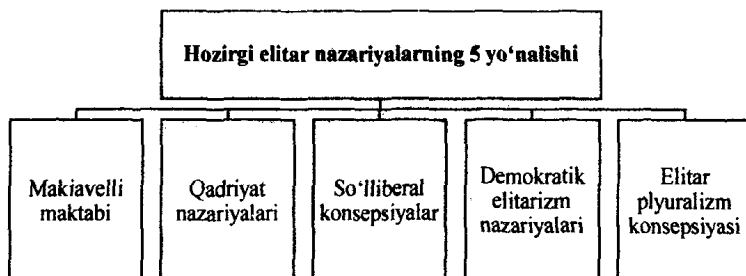 Hozirgi elitar nazariyalarning 5 yo‘nalishi
Makiavelli
maktabi
Qadriyat
nazariyalari
So‘lliberal
konsepsiyalar
Demokratik
elitarizm
nazariyalari
Elitar
plyuralizm
konsepsiyasi